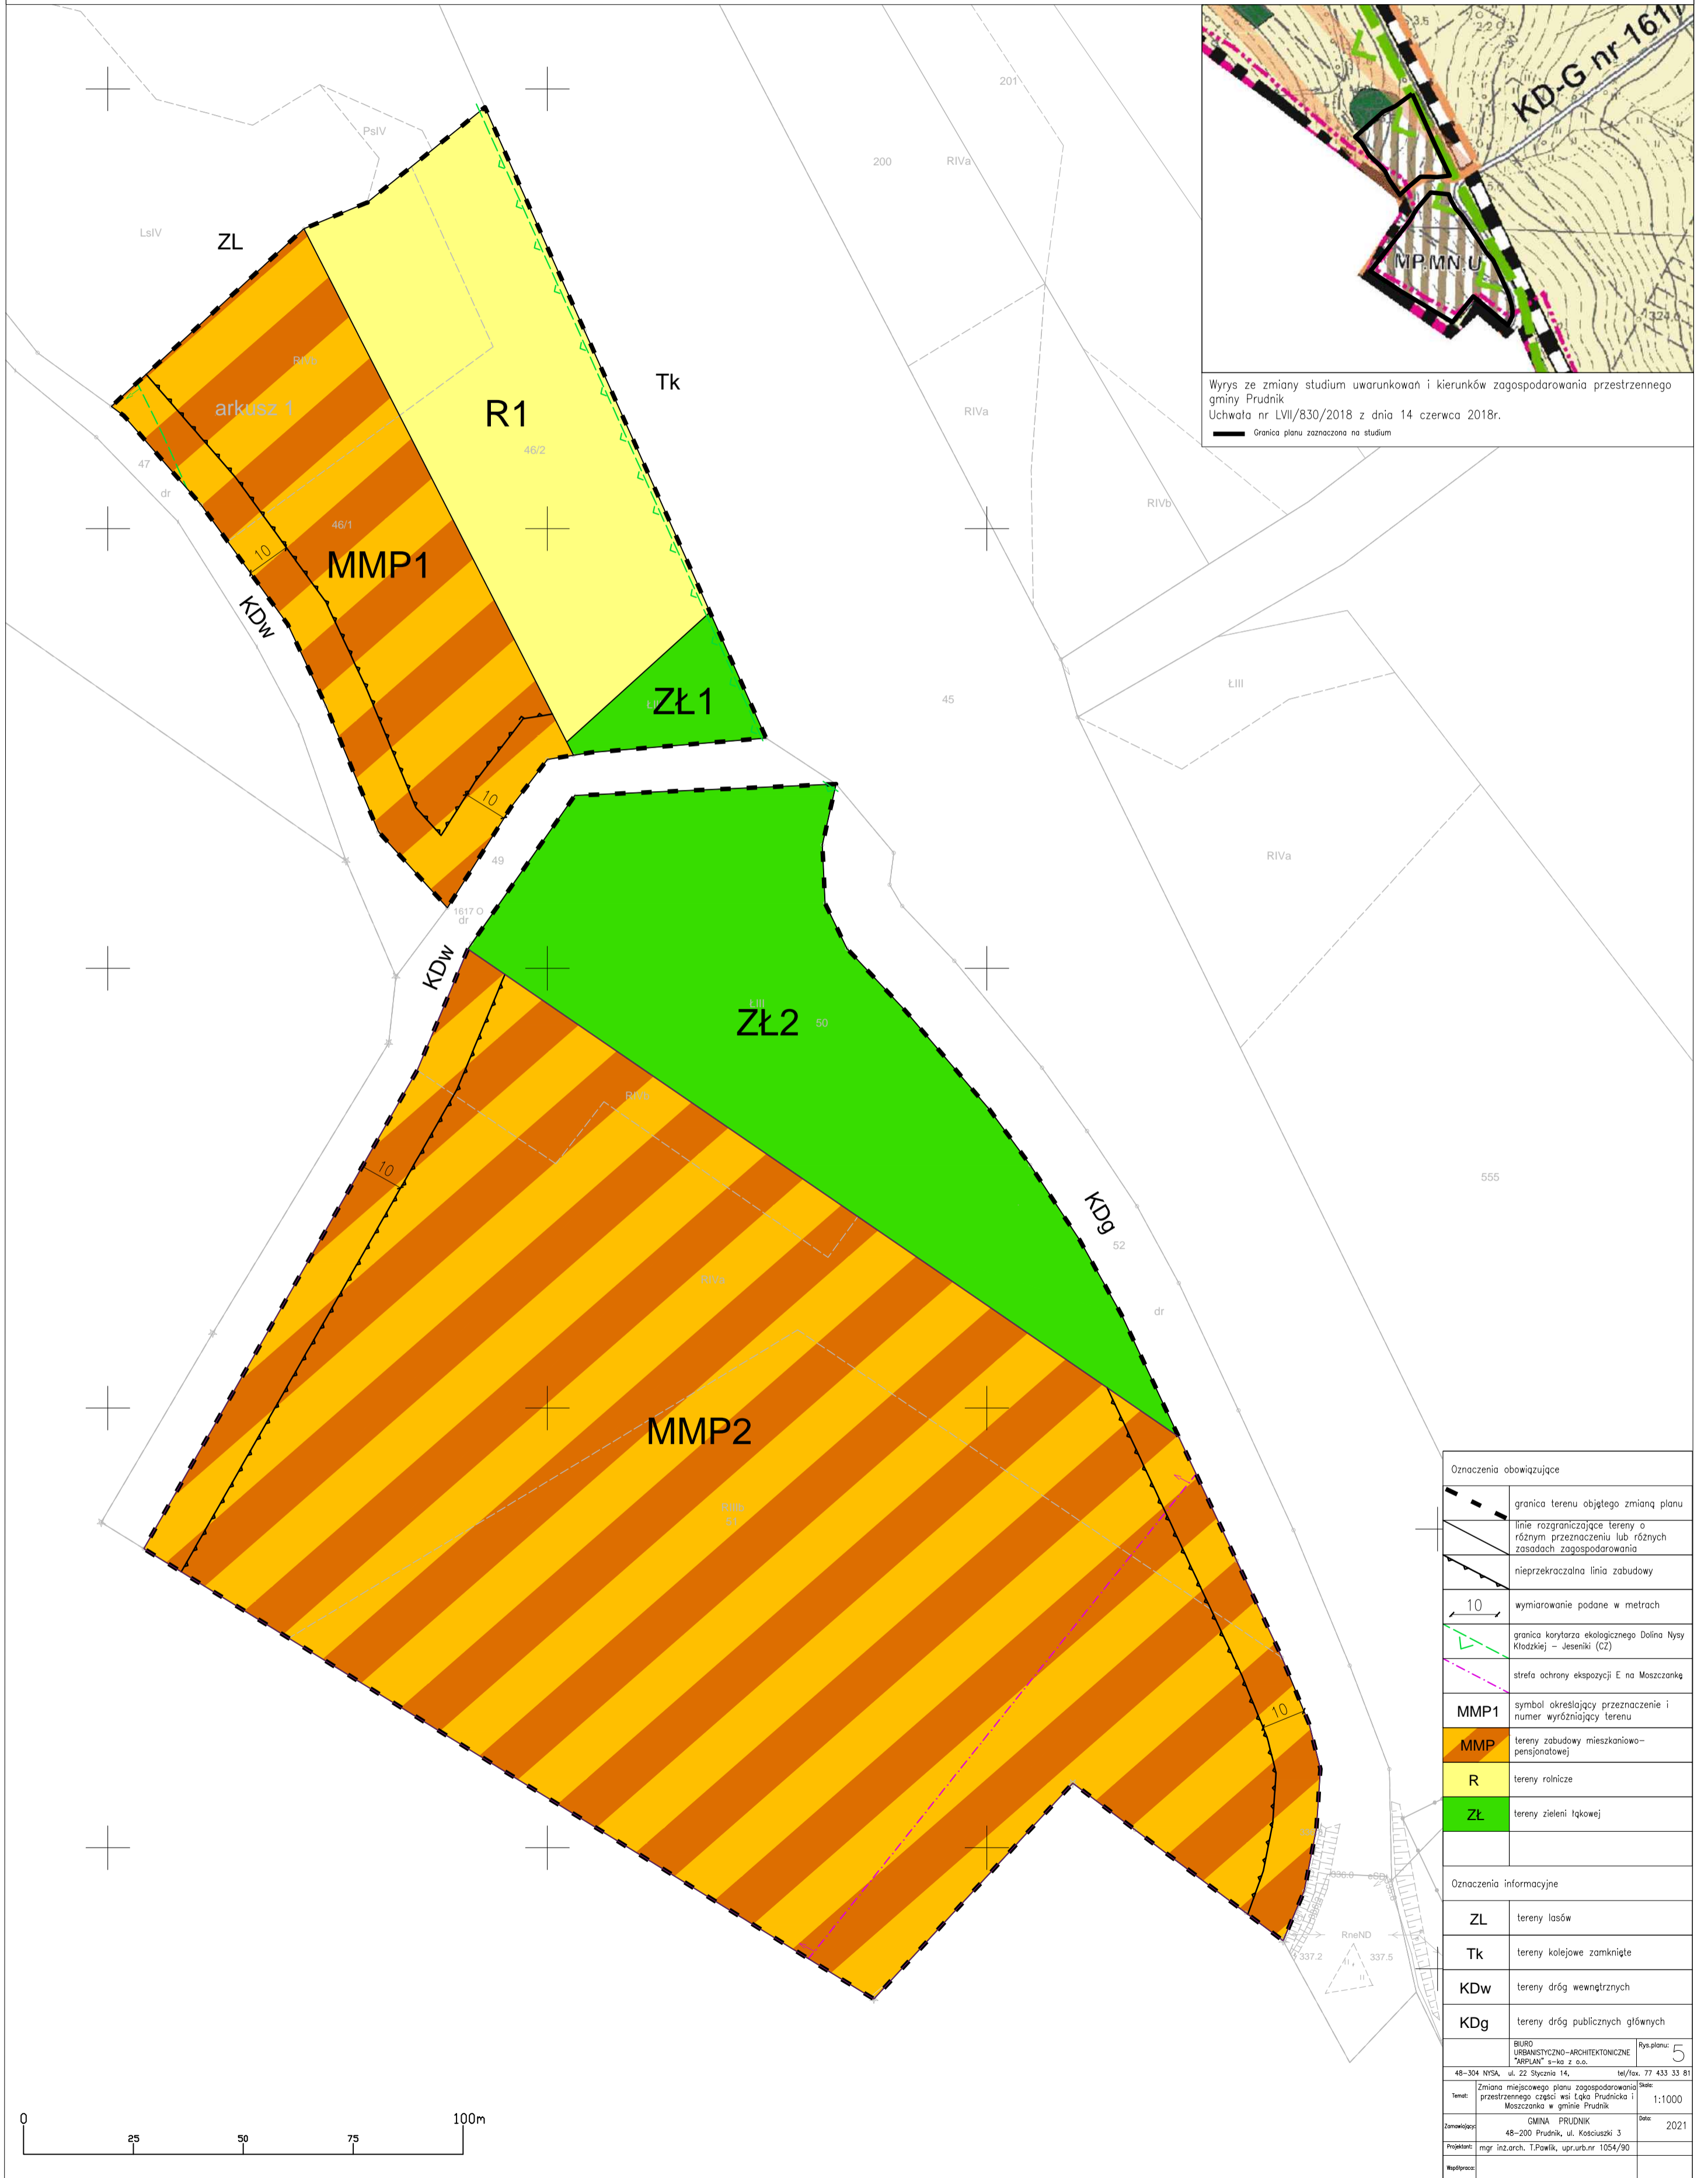 KD-G nr 1617
MP.MN.U
Wyrys ze zmiany studium uwarunkowań i kierunków zagospodarowania przestrzennego
gminy Prudnik
Uchwała nr LVII/830/2018 z dnia 14 czerwca 2018r.
Granica planu zaznaczona na studium
201
200
RIVa
PsIV
LsIV
ZL
Tk
RIVb
arkusz 1
R1
46/2
RIVa
47
dr
46/1
RIVb
10
MMP1
KDw
ZŁ1
45
ŁIII
10
49
RIVa
1617 O
dr
KDw
ŁIII
ZŁ2
50
RIVb
10
555
KDg
52
RIVa
dr
MMP2
10
RneND
337.2
337.5
Oznaczenia obowiązujące
granica terenu objętego zmianą planu
linie rozgraniczające tereny o
różnym przeznaczeniu lub różnych
zasadach zagospodarowania
nieprzekraczalna linia zabudowy
10
wymiarowanie podane w metrach
granica korytarza ekologicznego Dolina Nysy
Kłodzkiej – Jeseniki (CZ)
strefa ochrony ekspozycji E na Moszczankę
MMP1
symbol określający przeznaczenie i
numer wyróżniający terenu
MMP
tereny zabudowy mieszkaniowo–
pensjonatowej
R
tereny rolnicze
ZŁ
tereny zieleni łąkowej
Oznaczenia informacyjne
ZL
tereny lasów
Tk
tereny kolejowe zamknięte
KDw
tereny dróg wewnętrznych
KDg
tereny dróg publicznych głównych
BIURO
URBANISTYCZNO–ARCHITEKTONICZNE
"ARPLAN" s–ka z o.o.
Rys.planu: 5
48–304 NYSA, ul. 22 Stycznia 14, tel/fax. 77 433 33 81
Temat:
Zmiana miejscowego planu zagospodarowania
przestrzennego części wsi Łąka Prudnicka i
Moszczanka w gminie Prudnik
Skala:
1:1000
Zamawiający:
GMINA PRUDNIK
48–200 Prudnik, ul. Kościuszki 3
Data:
2021
Projektant: mgr inż.arch. T.Pawlik, upr.urb.nr 1054/90
Współpraca:
0 100m
25 50 75